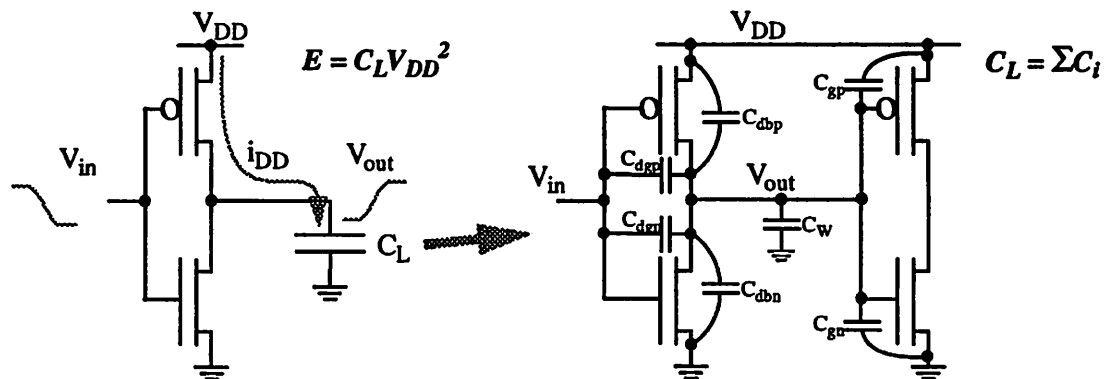 V_DD
E = C_L V_DD^2
i_DD
V_in
V_out
C_L
V_DD
C_L = ΣC_i
C_gp
C_dbp
C_dgp
V_in
V_out
C_dgn
C_W
C_dbn
C_gn